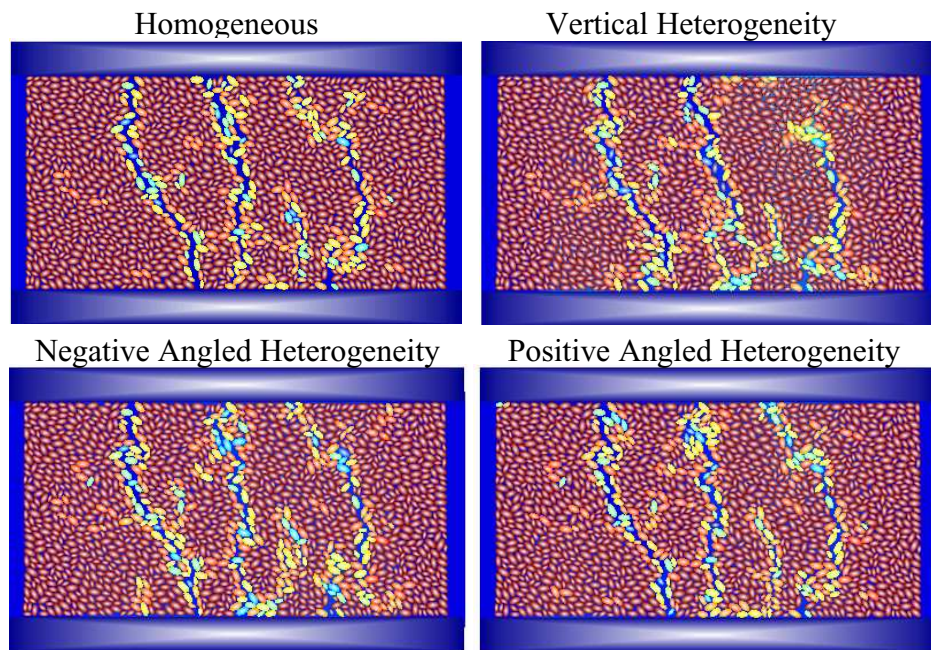 Homogeneous
Vertical Heterogeneity
Negative Angled Heterogeneity
Positive Angled Heterogeneity